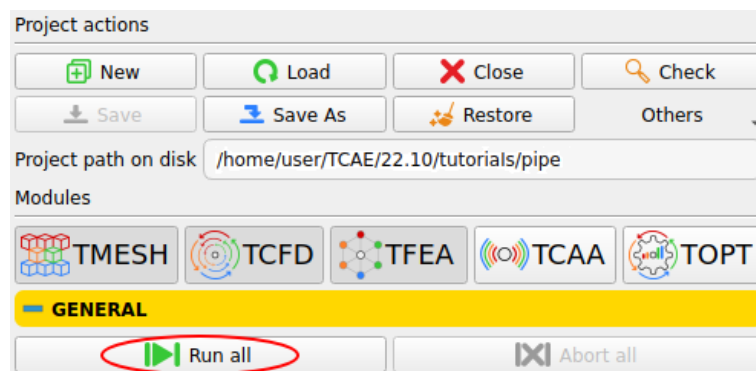 Project actions
New Load Close Check
Save Save As Restore Others
Project path on disk /home/user/TCAE/22.10/tutorials/pipe
Modules
TMESH TCFD TFEA TCAA TOPT
GENERAL
Run all Abort all